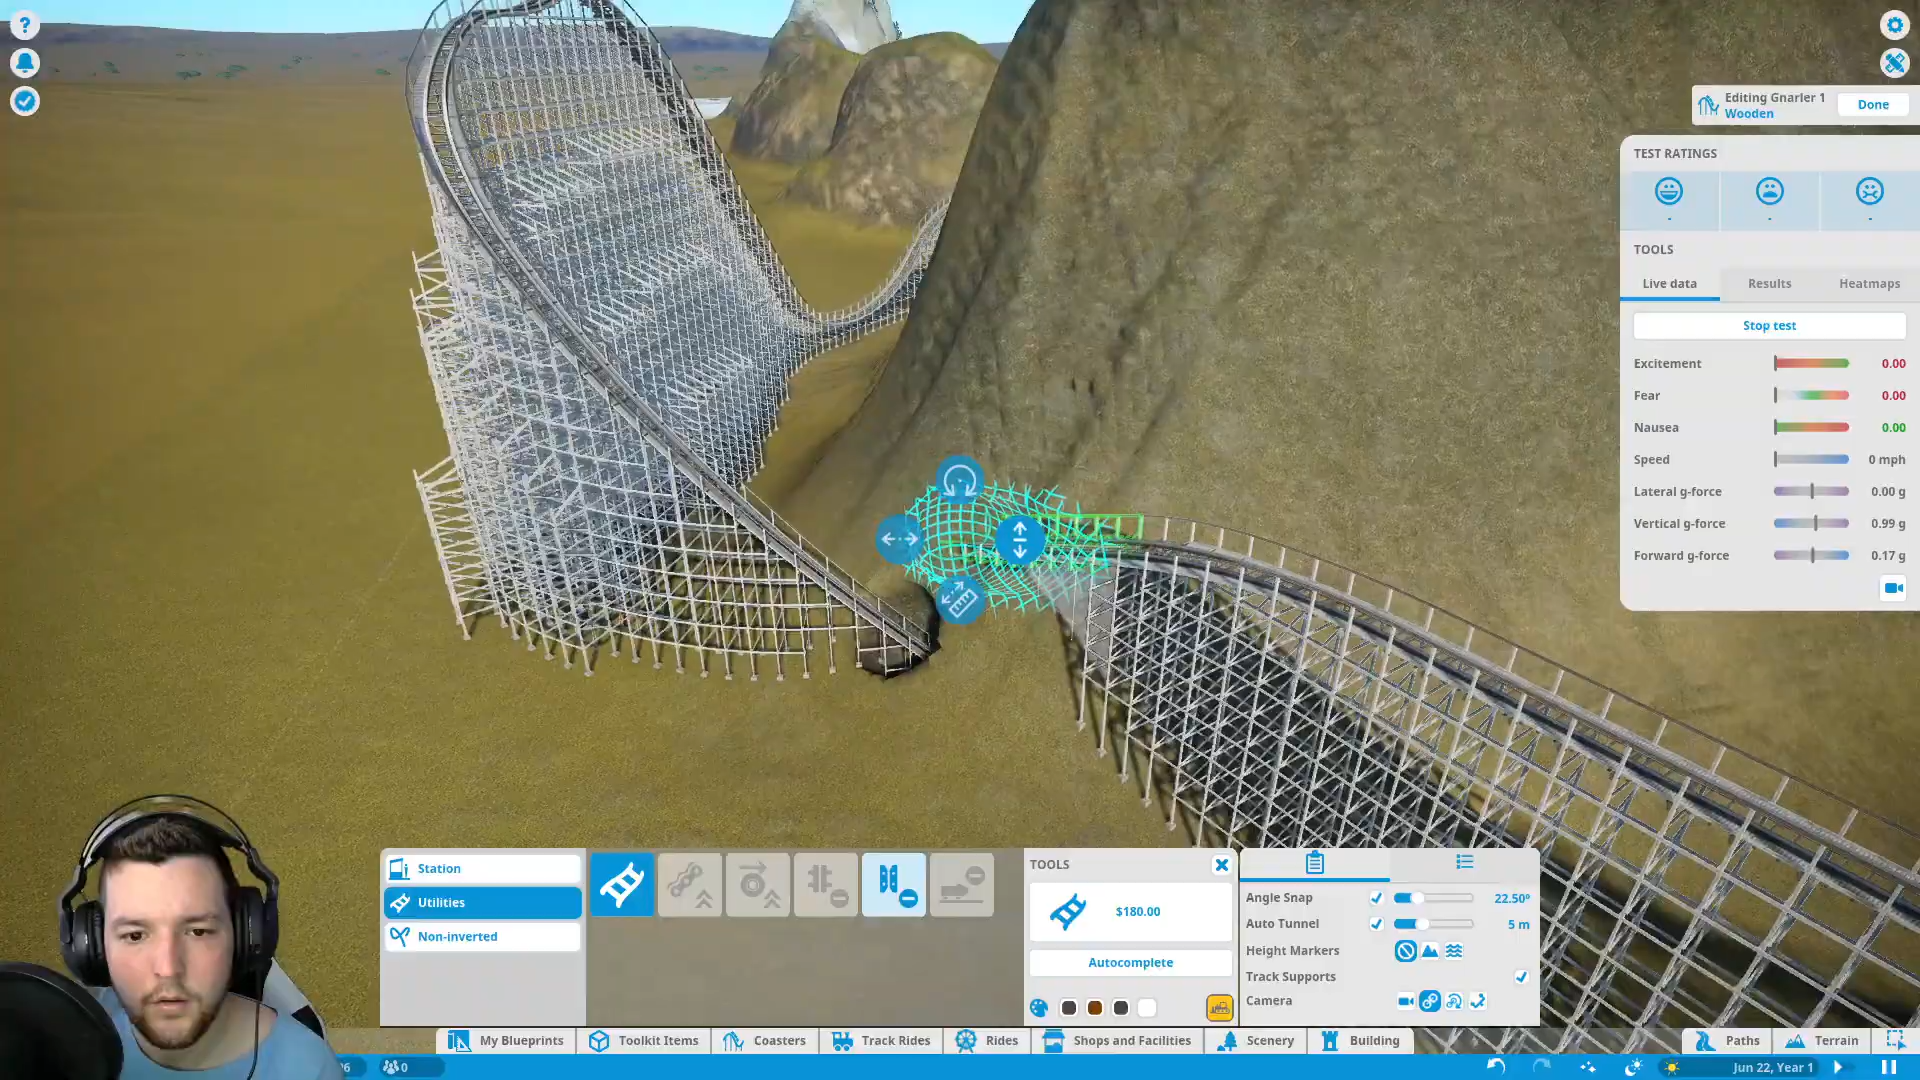 ?
Editing Gnarler 1
Wooden
Done
TEST RATINGS
-
-
-
TOOLS
Live data
Results
Heatmaps
Stop test
Excitement
0.00
Fear
0.00
Nausea
0.00
Speed
0 mph
Lateral g-force
0.00 g
Vertical g-force
0.99 g
Forward g-force
0.17 g
Station
Utilities
Non-inverted
TOOLS
$180.00
Autocomplete
Angle Snap
22.50º
Auto Tunnel
5 m
Height Markers
Track Supports
Camera
My Blueprints
Toolkit Items
Coasters
Track Rides
Rides
Shops and Facilities
Scenery
Building
Paths
Terrain
0
Jun 22, Year 1